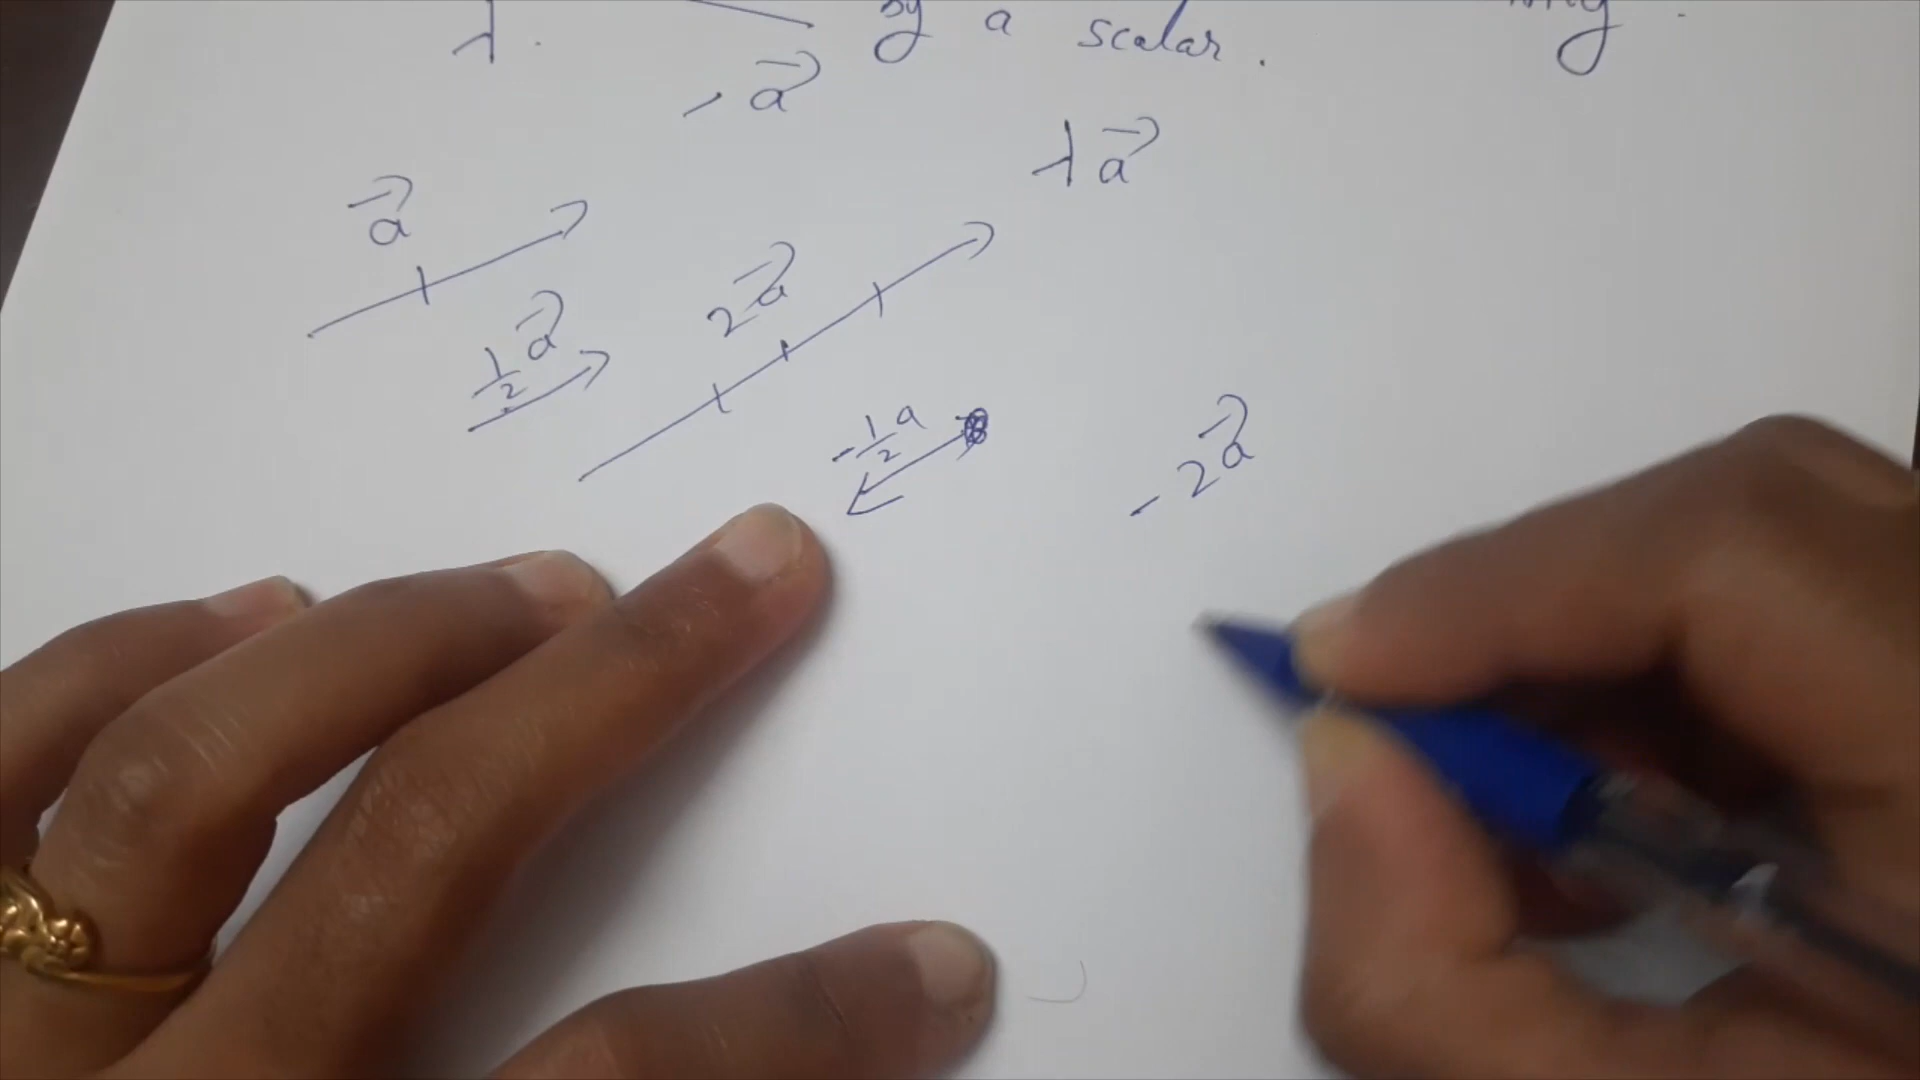 λ. by a scalar.
-a⃗
λa⃗
a⃗
2a⃗
½a⃗
-½a
-2a⃗